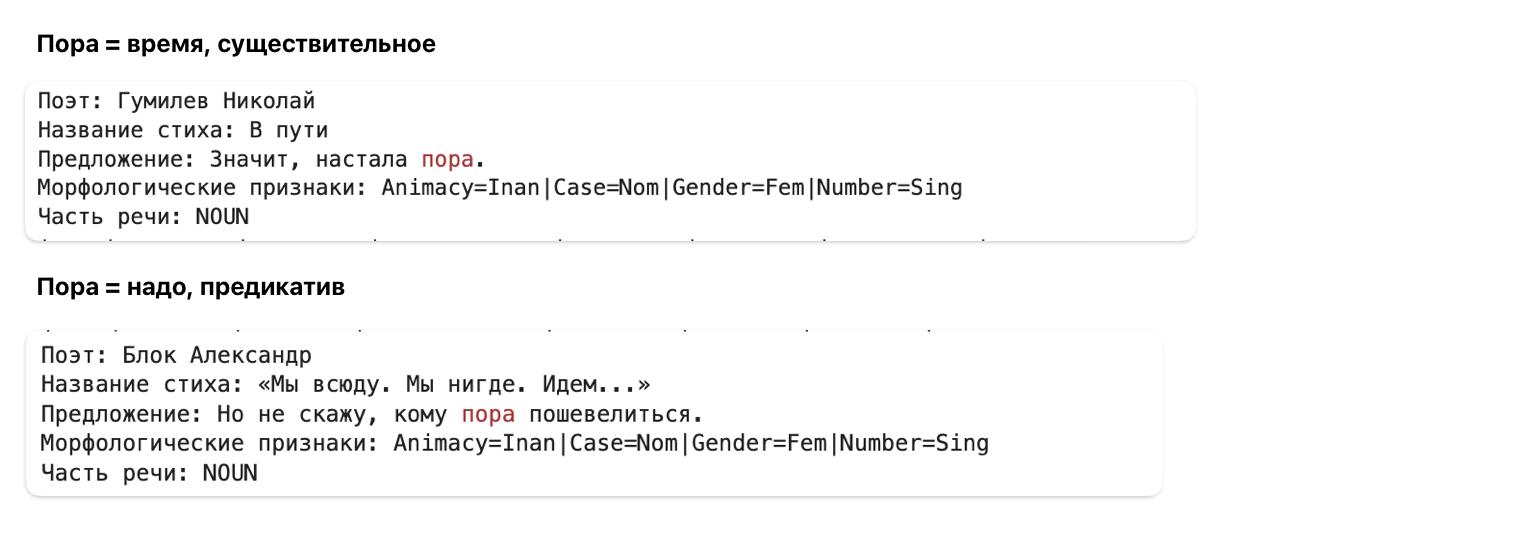 Пора = время, существительное
Поэт: Гумилев Николай
Название стиха: В пути
Предложение: Значит, настала пора.
Морфологические признаки: Animacy=Inan|Case=Nom|Gender=Fem|Number=Sing
Часть речи: NOUN
Пора = надо, предикатив
Поэт: Блок Александр
Название стиха: «Мы всюду. Мы нигде. Идем...»
Предложение: Но не скажу, кому пора пошевелиться.
Морфологические признаки: Animacy=Inan|Case=Nom|Gender=Fem|Number=Sing
Часть речи: NOUN